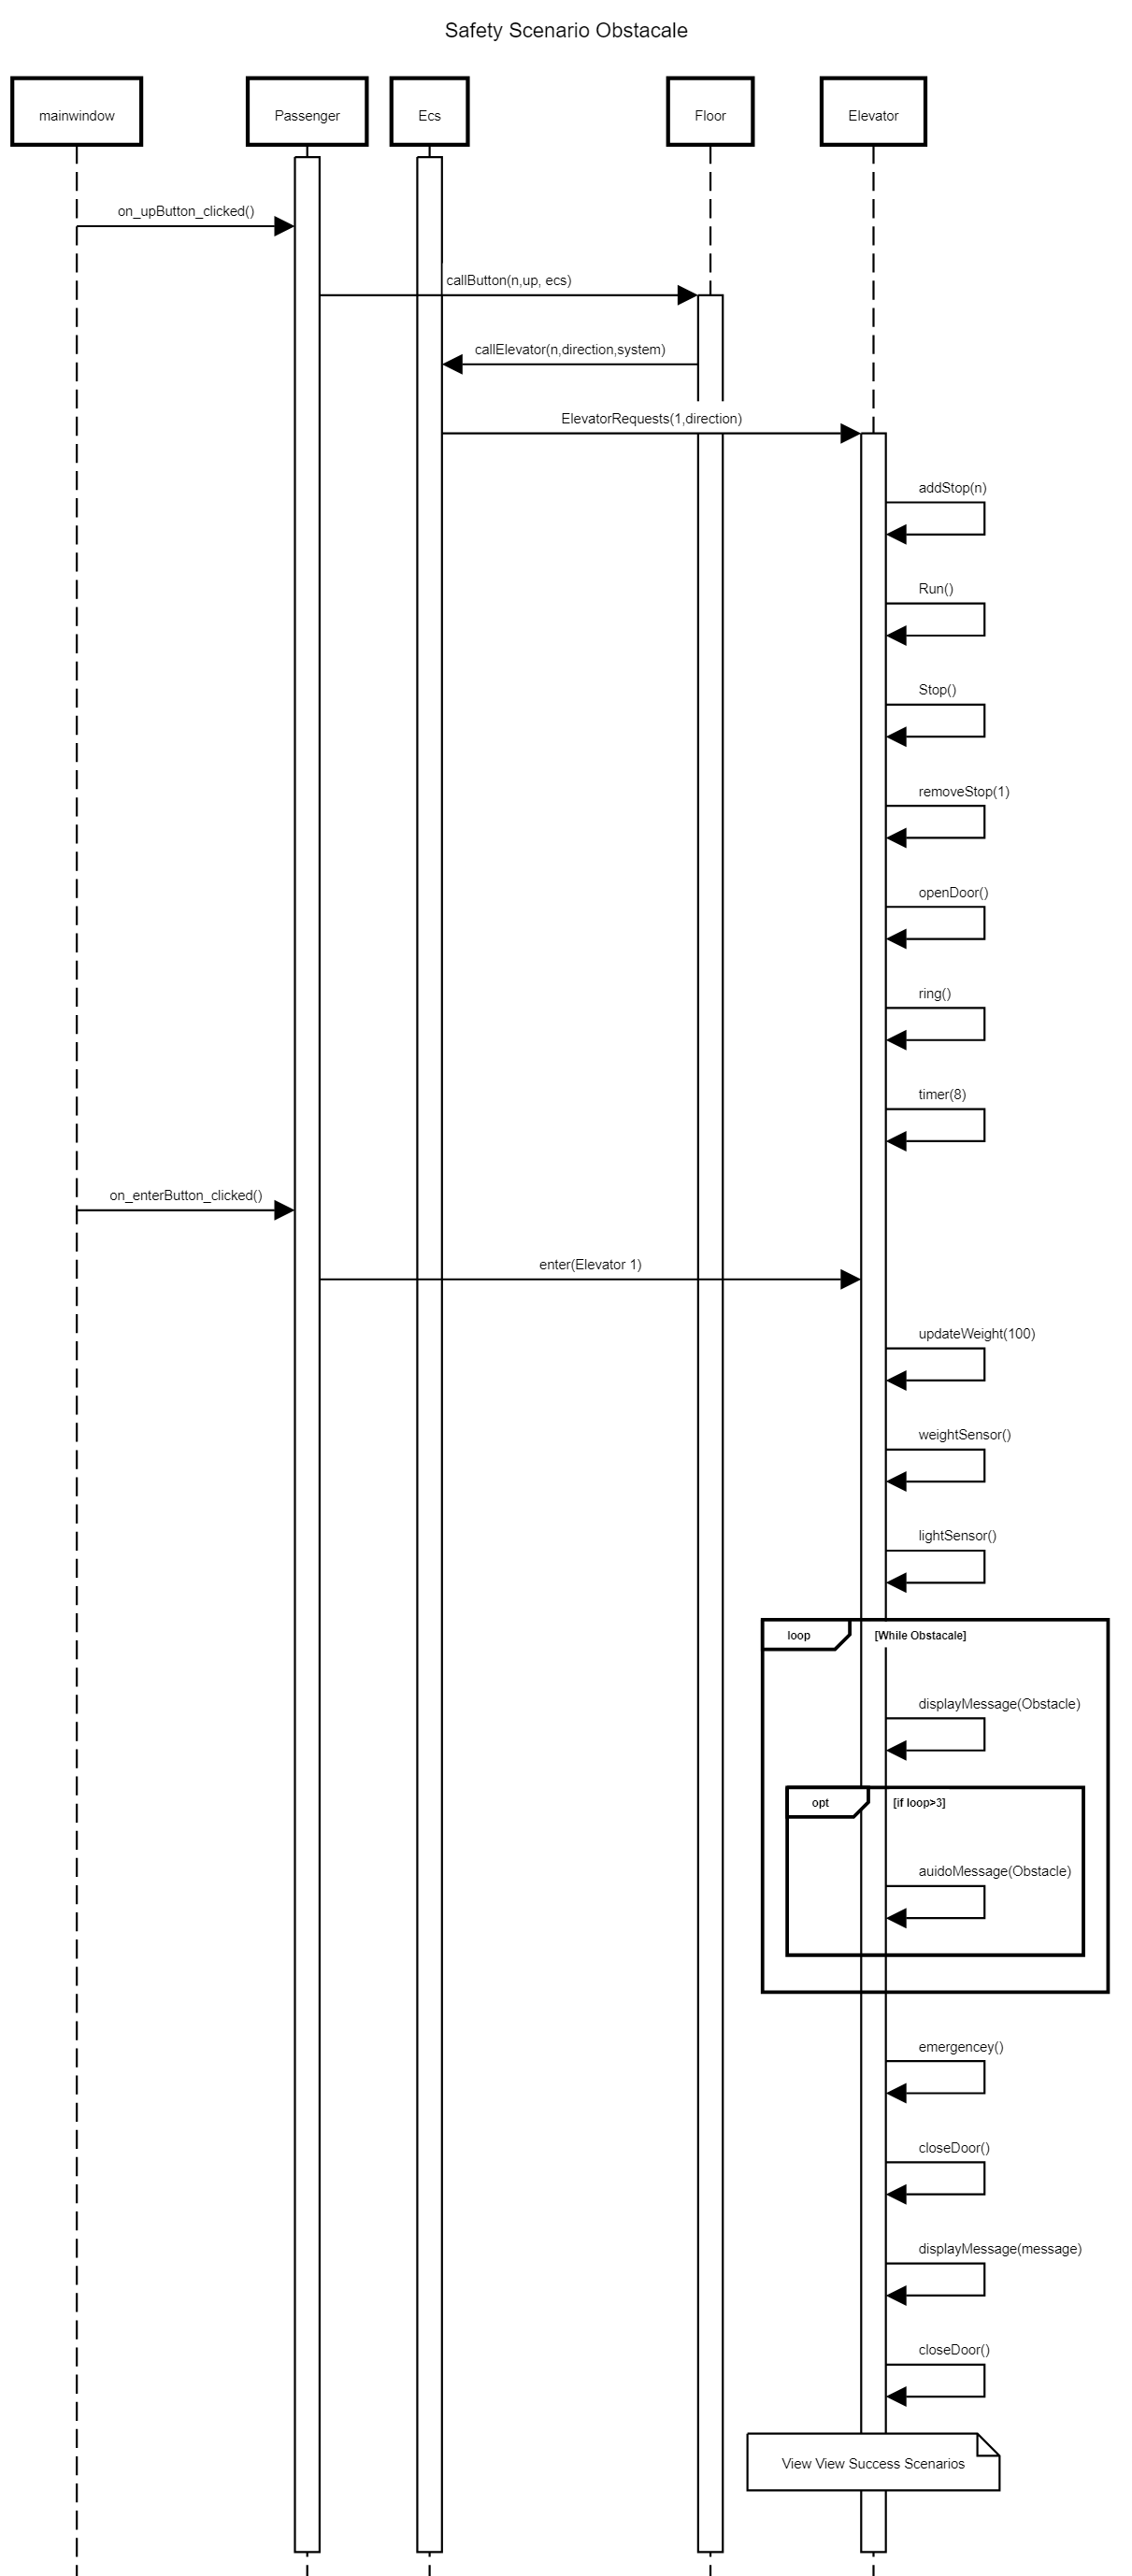 Safety Scenario Obstacale
mainwindow
Passenger
Ecs
Floor
Elevator
on_upButton_clicked()
callButton(n,up, ecs)
callElevator(n,direction,system)
ElevatorRequests(1,direction)
addStop(n)
Run()
Stop()
removeStop(1)
openDoor()
ring()
timer(8)
on_enterButton_clicked()
enter(Elevator 1)
updateWeight(100)
weightSensor()
lightSensor()
loop
[While Obstacale]
displayMessage(Obstacle)
opt
[if loop>3]
auidoMessage(Obstacle)
emergencey()
closeDoor()
displayMessage(message)
closeDoor()
View View Success Scenarios